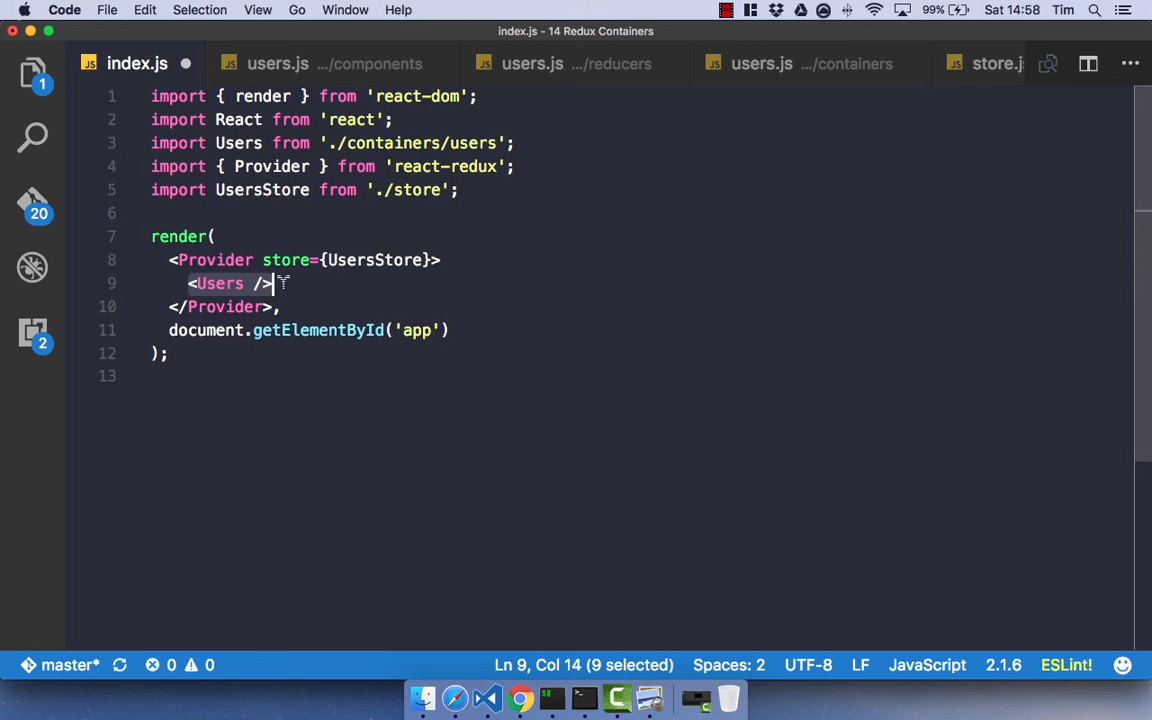 Code File Edit Selection View Go Window Help 99% Sat 14:58 Tim
index.js - 14 Redux Containers
JS index.js JS users.js .../components JS users.js .../reducers JS users.js .../containers JS store.js
1 import { render } from 'react-dom';
2 import React from 'react';
3 import Users from './containers/users';
4 import { Provider } from 'react-redux';
5 import UsersStore from './store';
6
7 render(
8 <Provider store={UsersStore}>
9 <Users />
10 </Provider>,
11 document.getElementById('app')
12 );
13
1
20
2
master* 0 0 Ln 9, Col 14 (9 selected) Spaces: 2 UTF-8 LF JavaScript 2.1.6 ESLint!